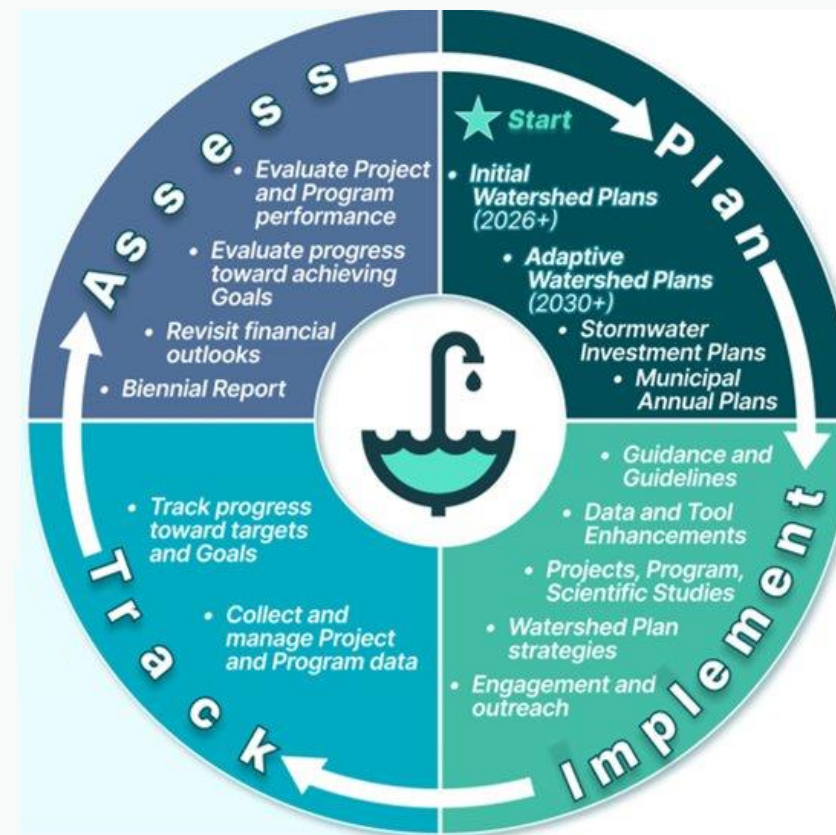 Assess
• Evaluate Project
and Program
performance
• Evaluate progress
toward achieving
Goals
• Revisit financial
outlooks
• Biennial Report
Plan
Start
• Initial
Watershed Plans
(2026+)
• Adaptive
Watershed Plans
(2030+)
• Stormwater
Investment Plans
• Municipal
Annual Plans
Implement
• Guidance and
Guidelines
• Data and Tool
Enhancements
• Projects, Program,
Scientific Studies
• Watershed Plan
strategies
• Engagement and
outreach
Track
• Track progress
toward targets
and Goals
• Collect and
manage Project
and Program data